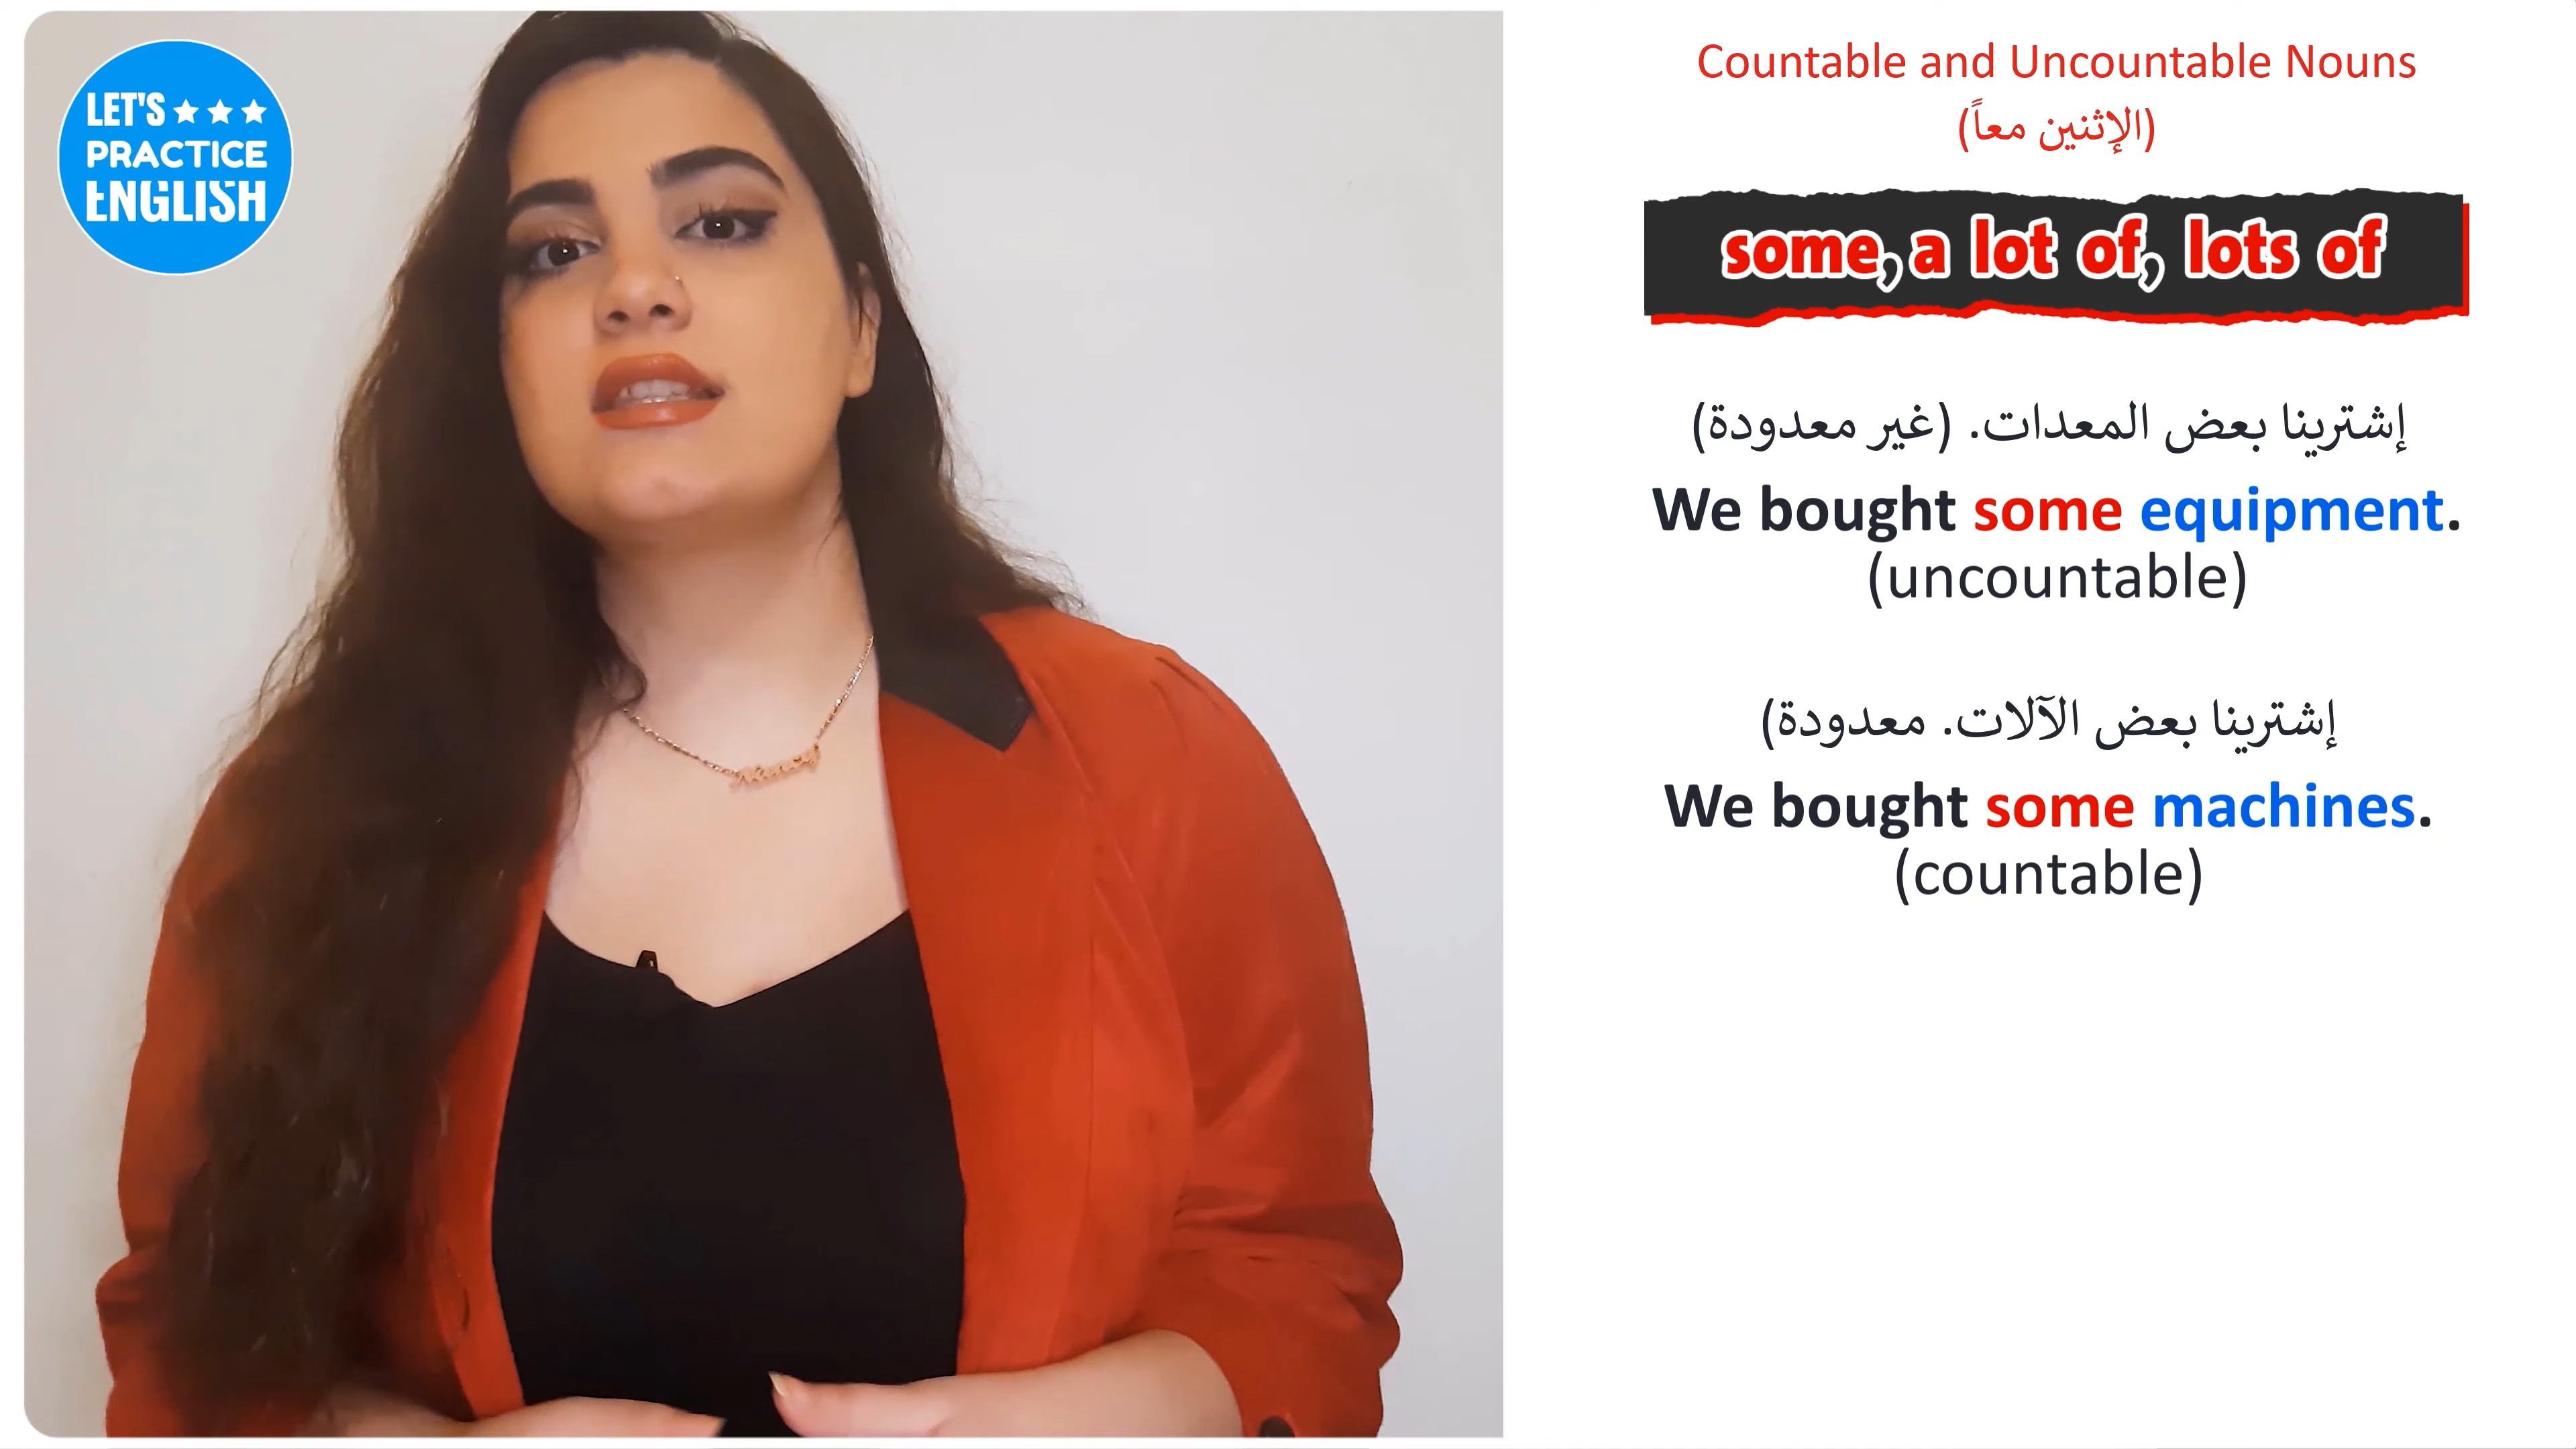 LET'S
PRACTICE
ENGLISH
Countable and Uncountable Nouns
(الإثنين معاً)
some, a lot of, lots of
إشترينا بعض المعدات. (غير معدودة)
We bought some equipment.
(uncountable)
إشترينا بعض الآلات. معدودة)
We bought some machines.
(countable)